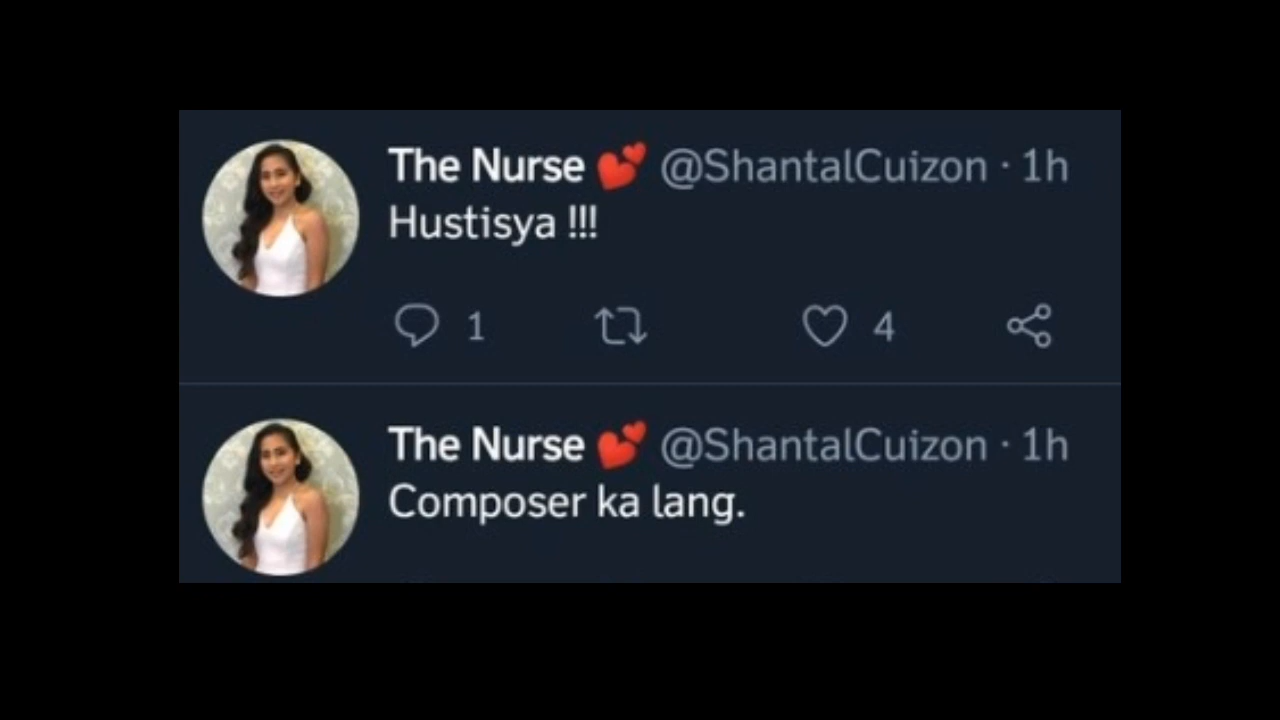 The Nurse 💕 @ShantalCuizon · 1h
Hustisya !!!
1 4
The Nurse 💕 @ShantalCuizon · 1h
Composer ka lang.